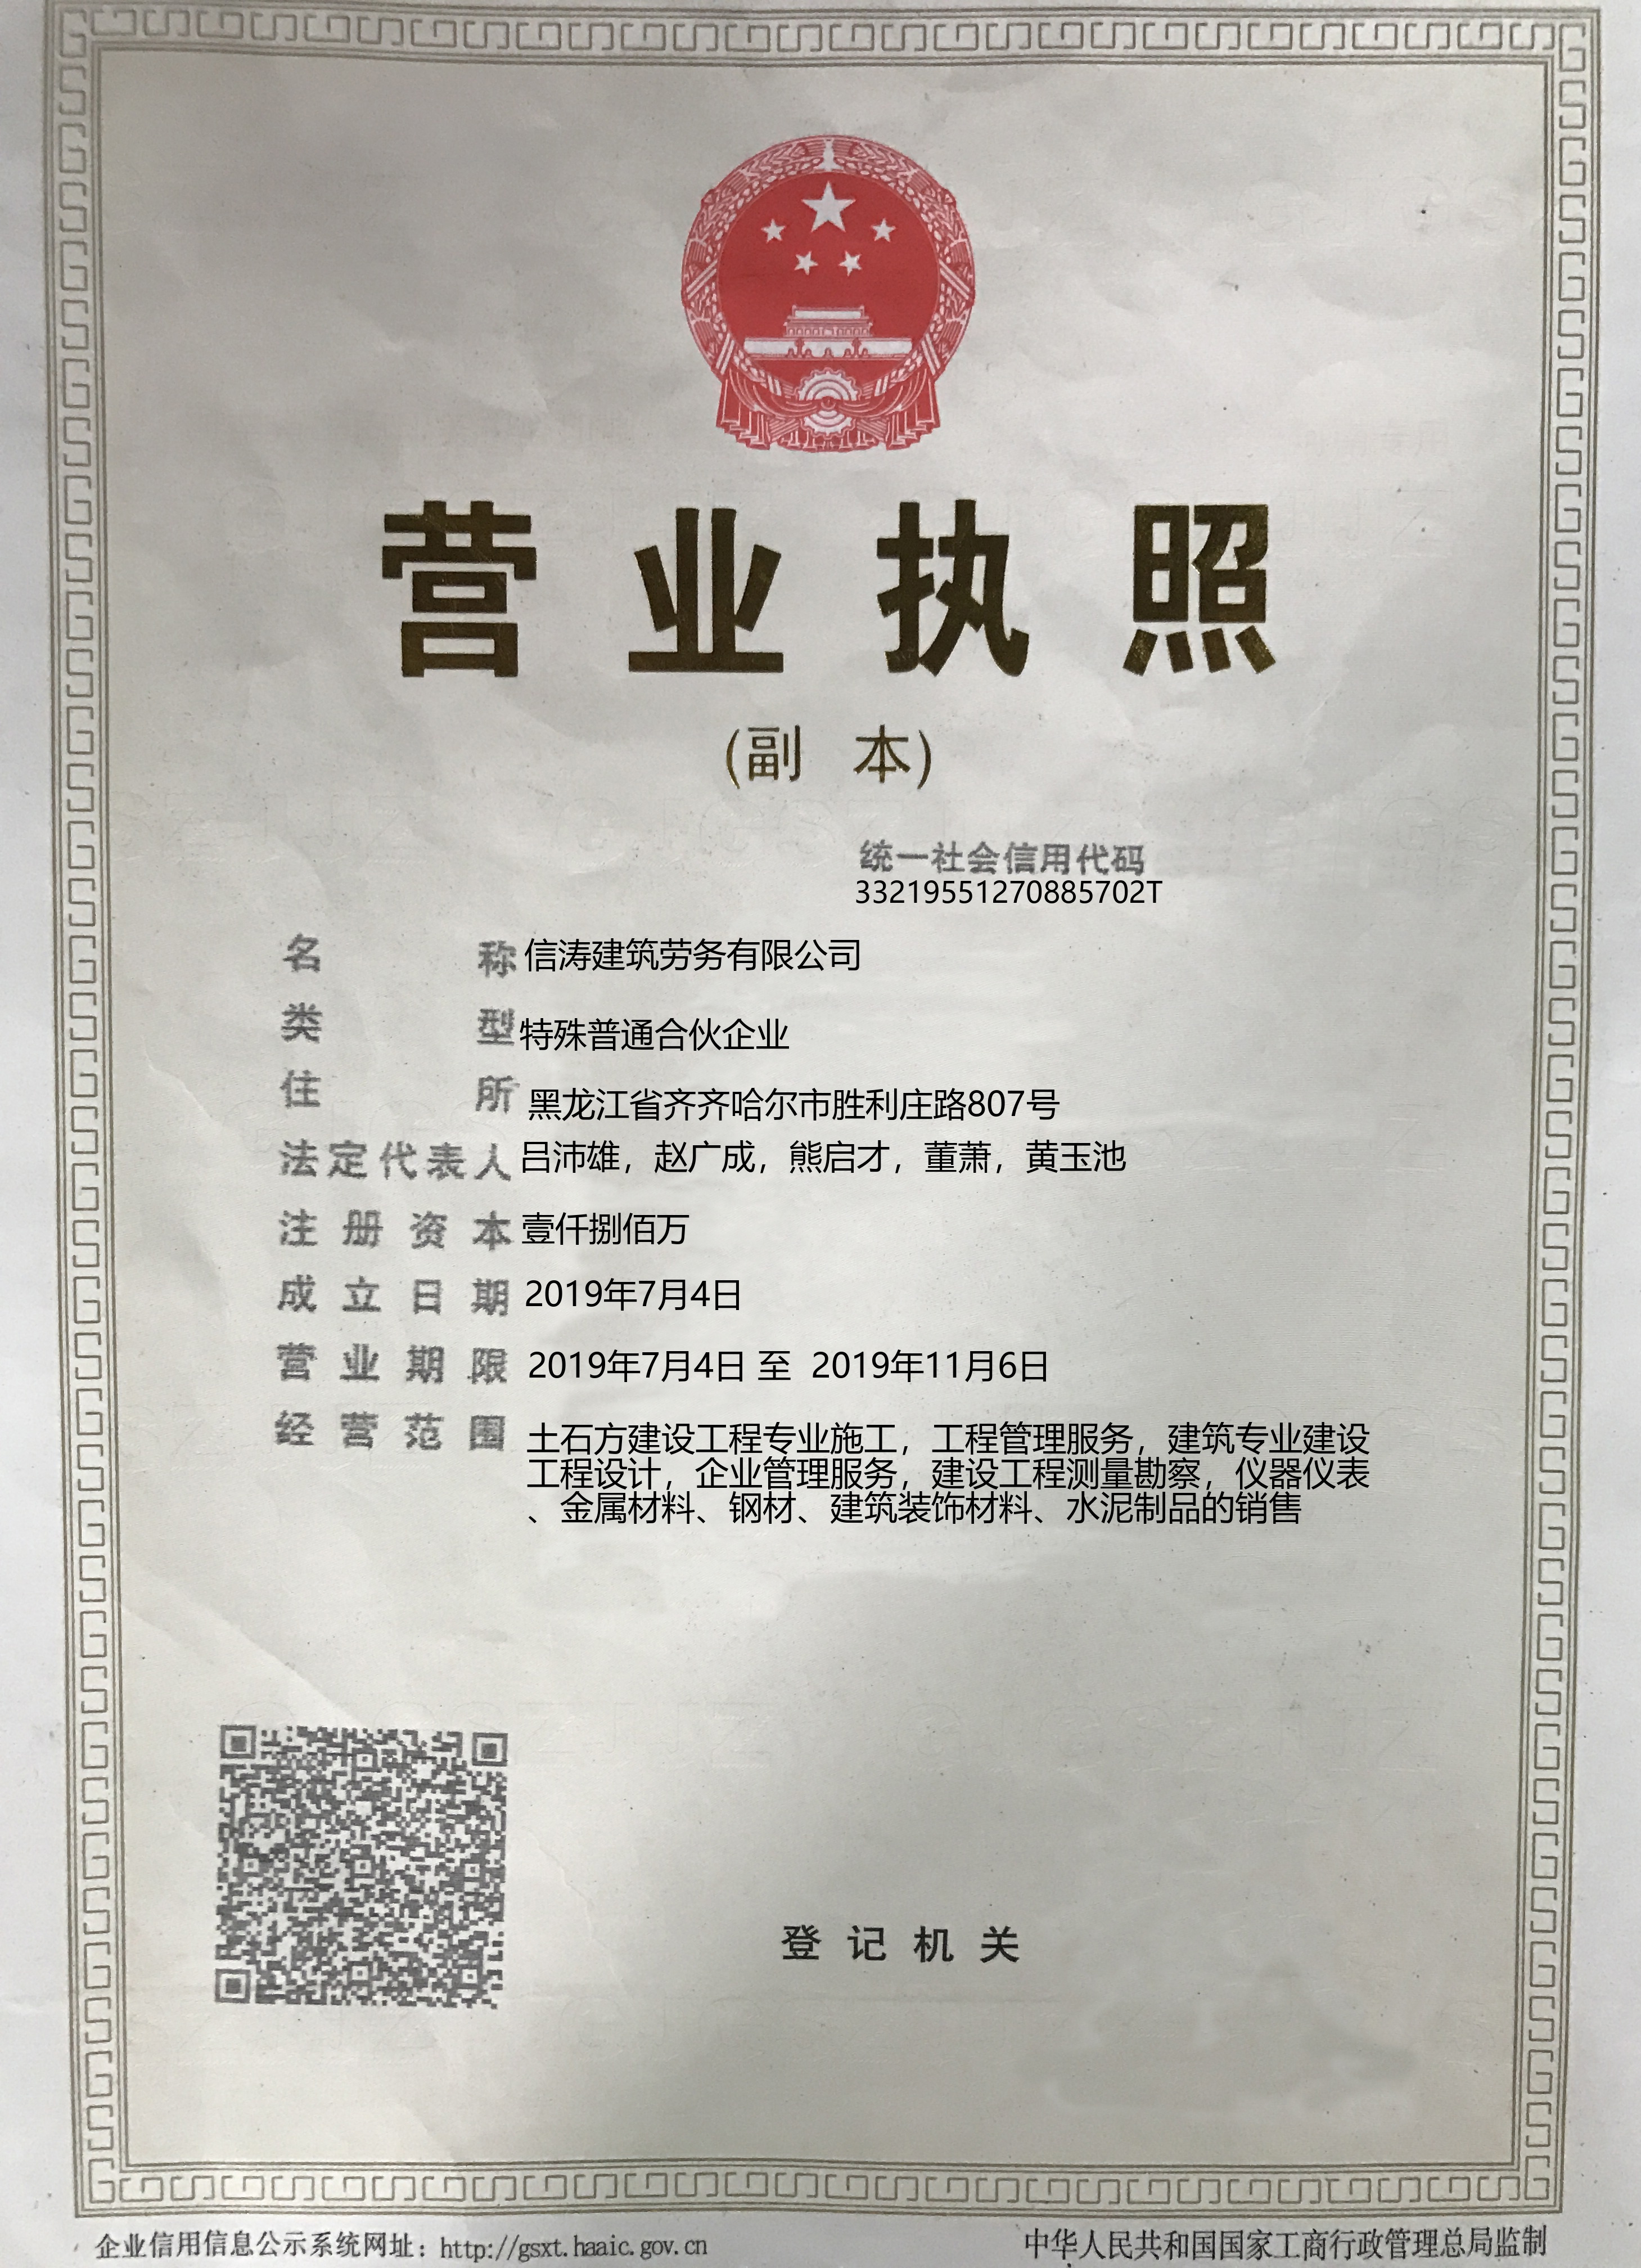 营业执照
(副 本)
统一社会信用代码
33219551270885702T
名 称 信涛建筑劳务有限公司
类 型 特殊普通合伙企业
住 所 黑龙江省齐齐哈尔市胜利庄路807号
法定代表人 吕沛雄，赵广成，熊启才，董萧，黄玉池
注册资本 壹仟捌佰万
成立日期 2019年7月4日
营业期限 2019年7月4日 至 2019年11月6日
经营范围 土石方建设工程专业施工，工程管理服务，建筑专业建设
工程设计，企业管理服务，建设工程测量勘察，仪器仪表
、金属材料、钢材、建筑装饰材料、水泥制品的销售
登记机关
企业信用信息公示系统网址：http://gsxt.haaic.gov.cn
中华人民共和国国家工商行政管理总局监制